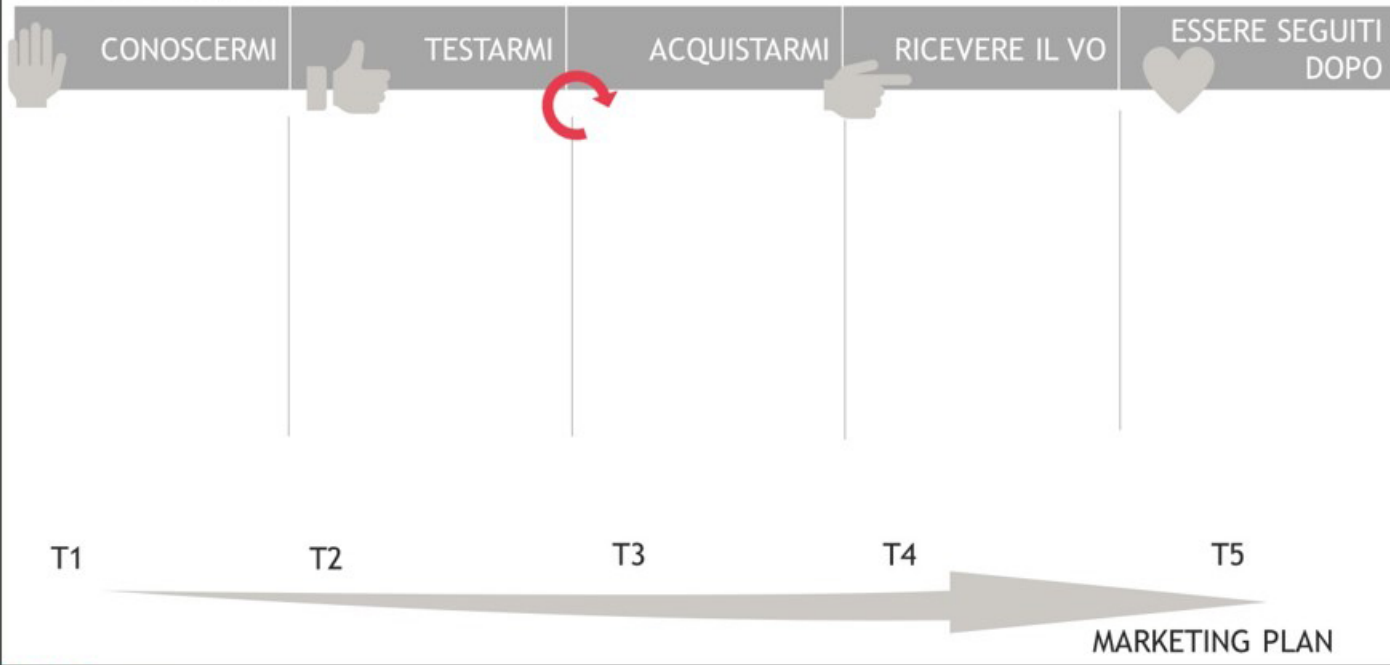 CONOSCERMI
TESTARMI
ACQUISTARMI
RICEVERE IL VO
ESSERE SEGUITI
DOPO
T1
T2
T3
T4
T5
MARKETING PLAN